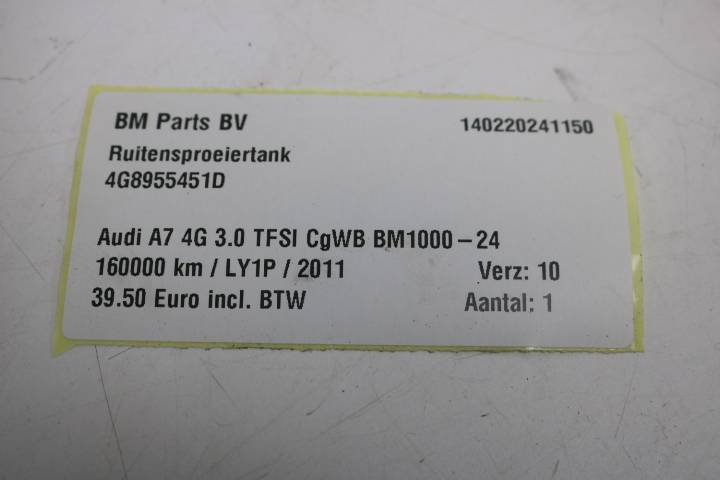 BM Parts BV 140220241150
Ruitensproeiertank
4G8955451D
Audi A7 4G 3.0 TFSI CgWB BM1000-24
160000 km / LY1P / 2011 Verz: 10
39.50 Euro incl. BTW Aantal: 1